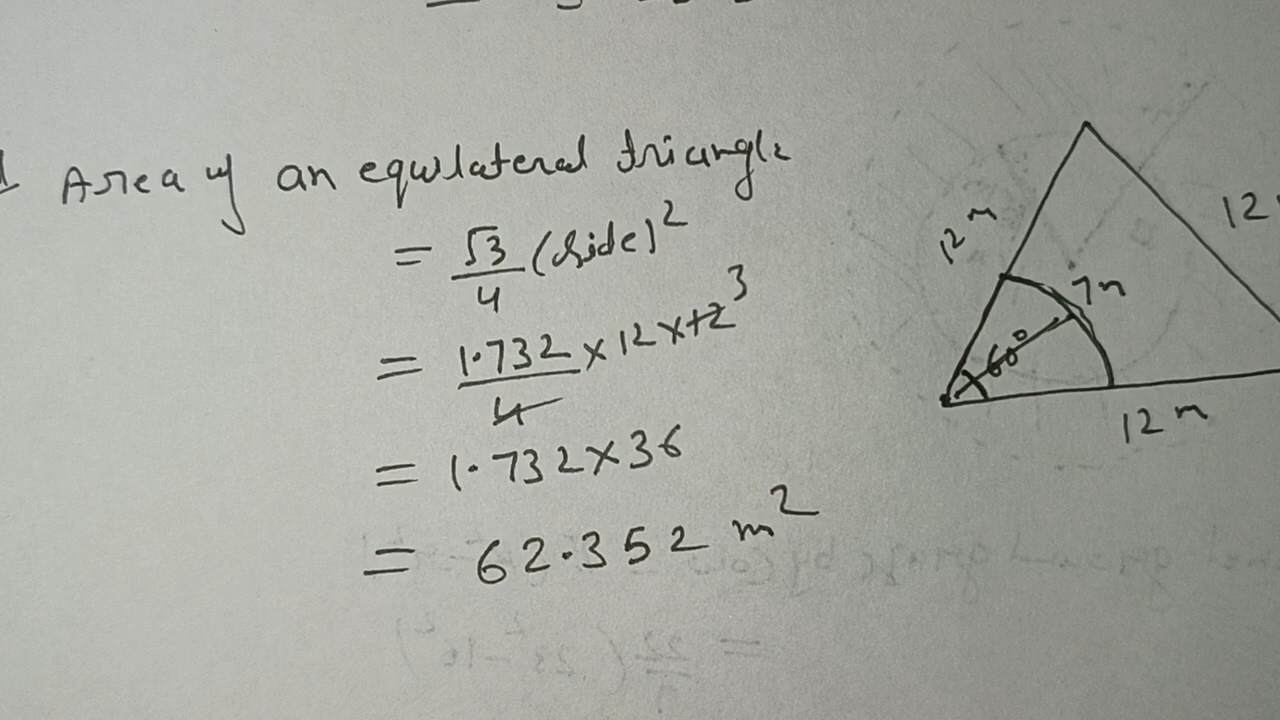 Area of an equilateral triangle
= √3/4 (side)²
= 1.732/4 × 12 × 12 3
= 1.732 × 36
= 62.352 m²
12 m
12
7m
60°
12 m